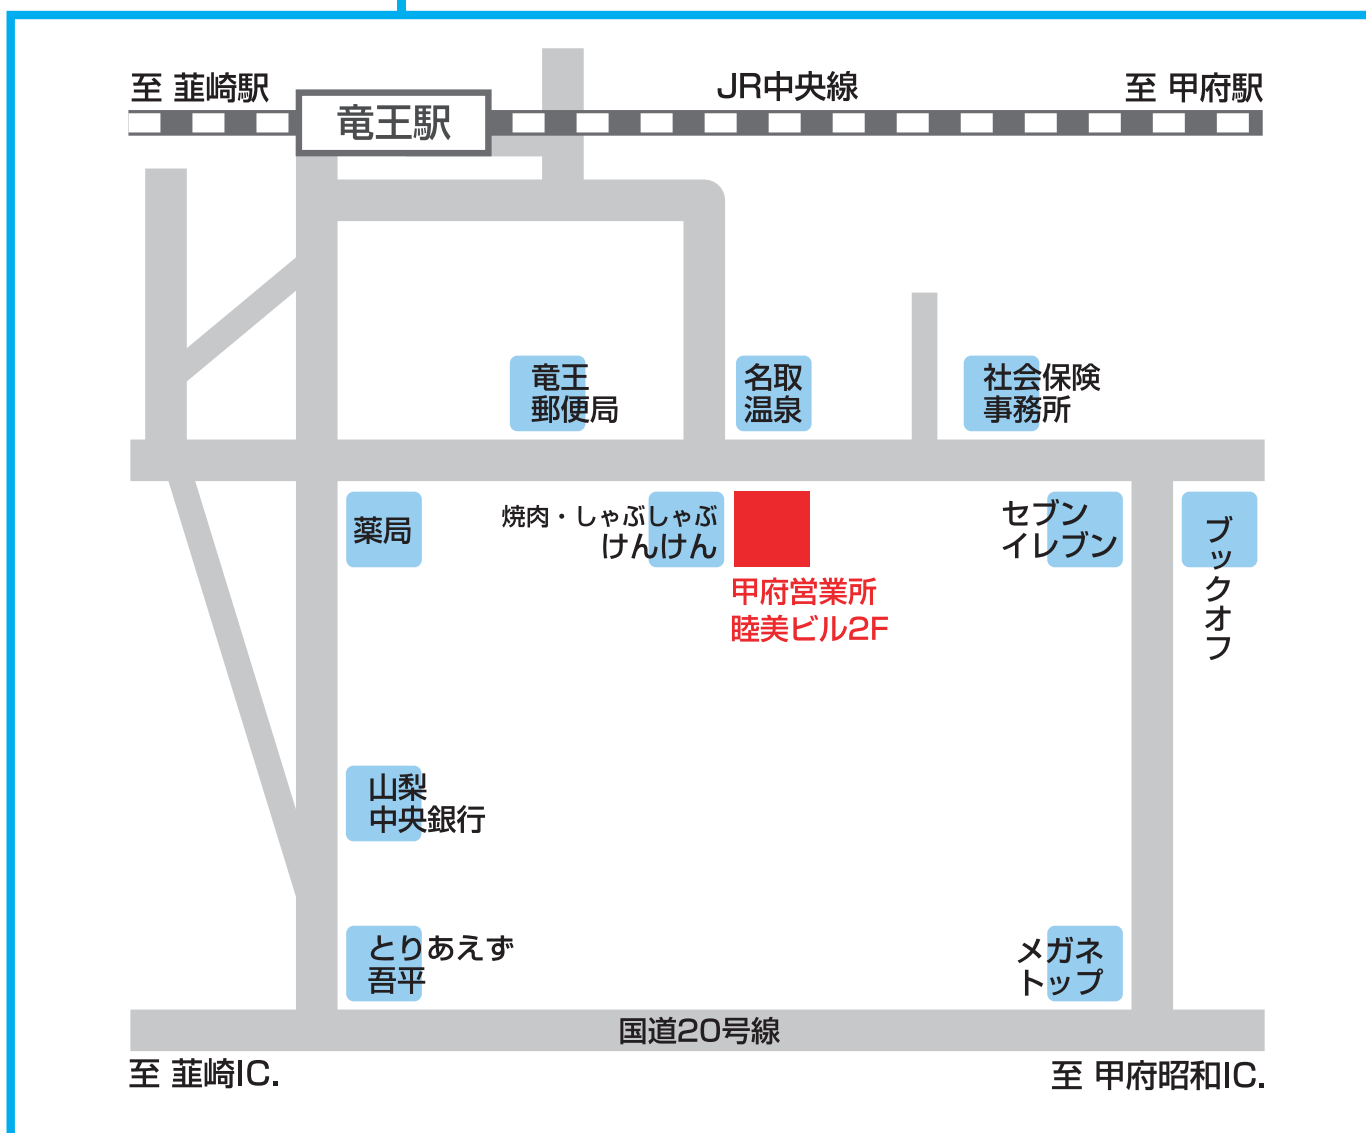 至 韮崎駅
JR中央線
至 甲府駅
竜王駅
竜王
郵便局
名取
温泉
社会保険
事務所
薬局
焼肉・しゃぶしゃぶ
けんけん
甲府営業所
睦美ビル2F
セブン
イレブン
ブックオフ
山梨
中央銀行
とりあえず
吾平
メガネ
トップ
国道20号線
至 韮崎IC.
至 甲府昭和IC.